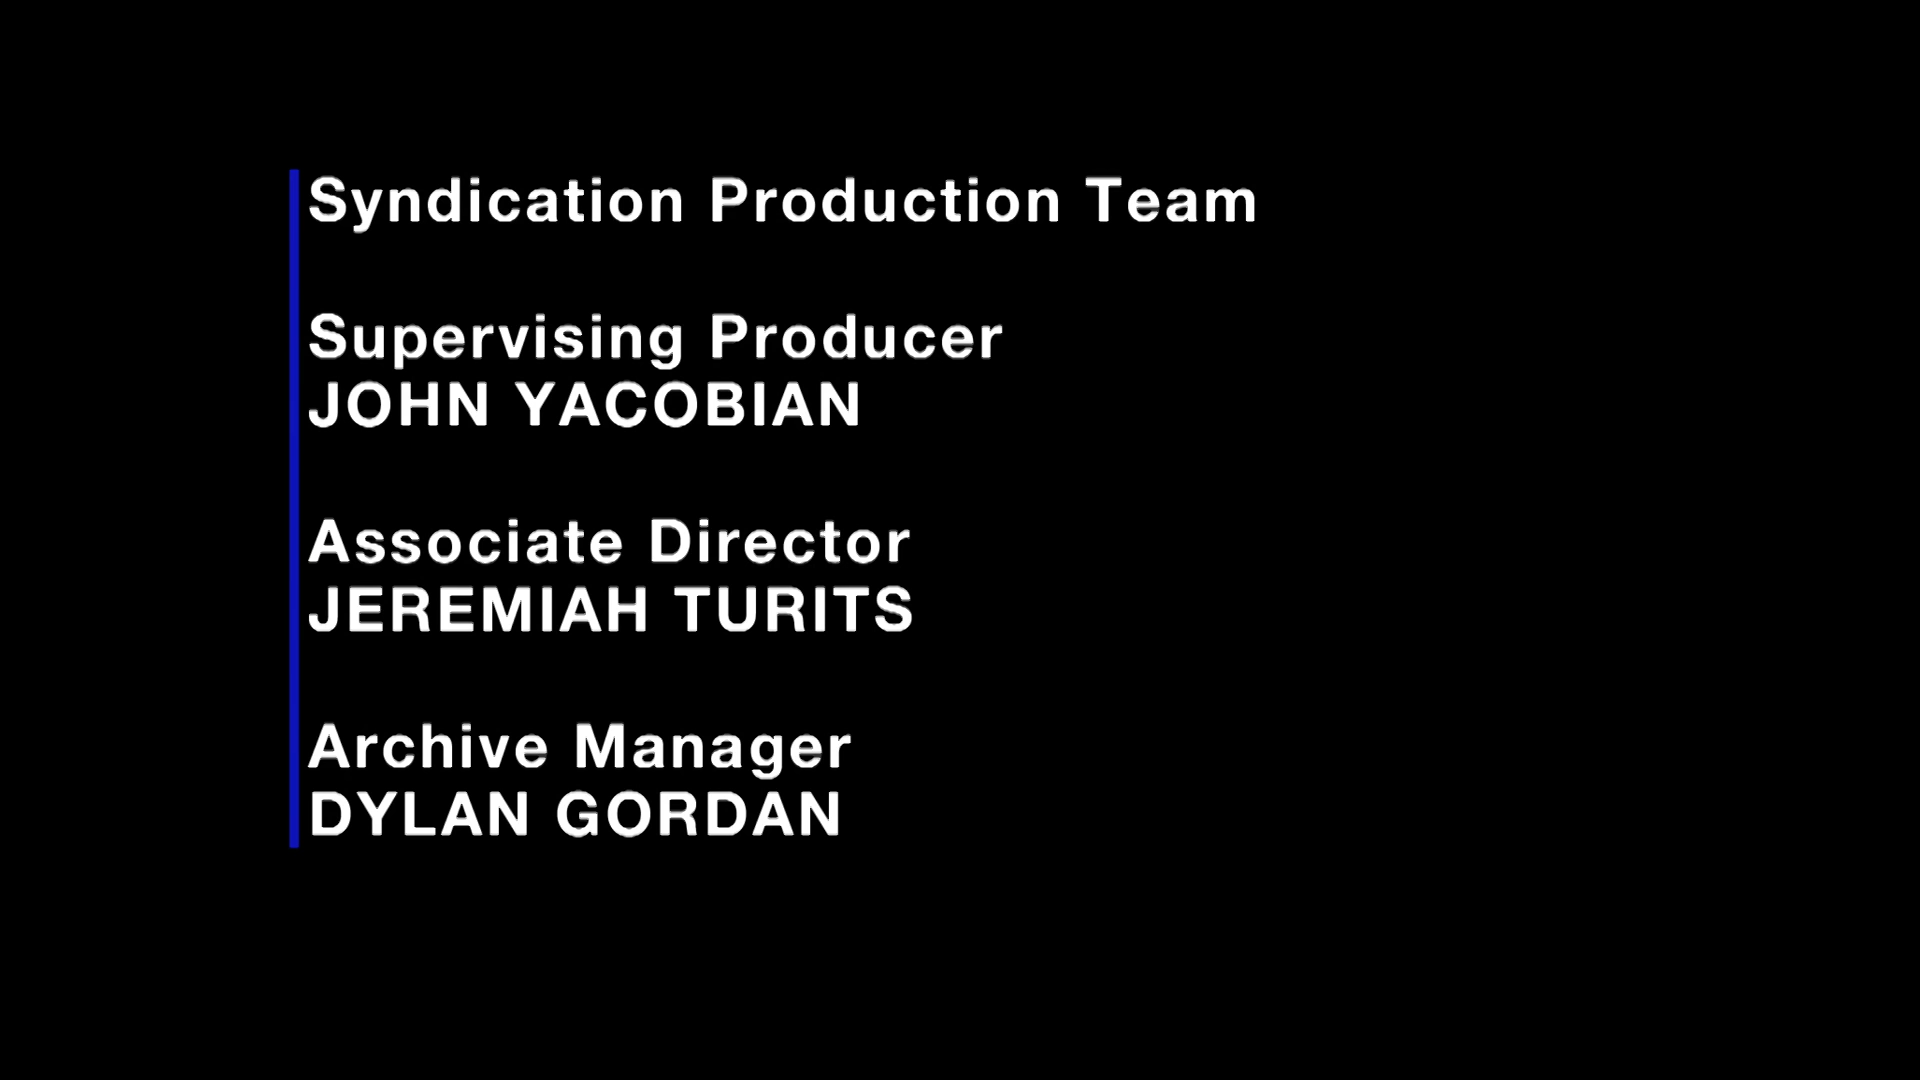 Syndication Production Team
Supervising Producer
JOHN YACOBIAN
Associate Director
JEREMIAH TURITS
Archive Manager
DYLAN GORDAN